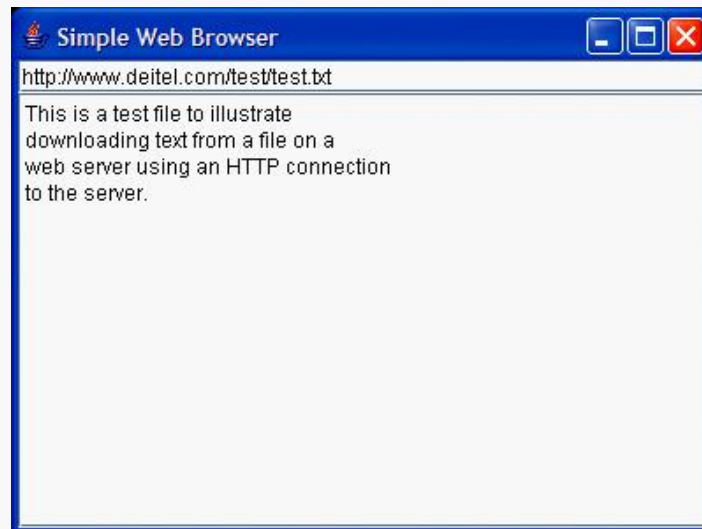 Simple Web Browser
http://www.deitel.com/test/test.txt
This is a test file to illustrate
downloading text from a file on a
web server using an HTTP connection
to the server.